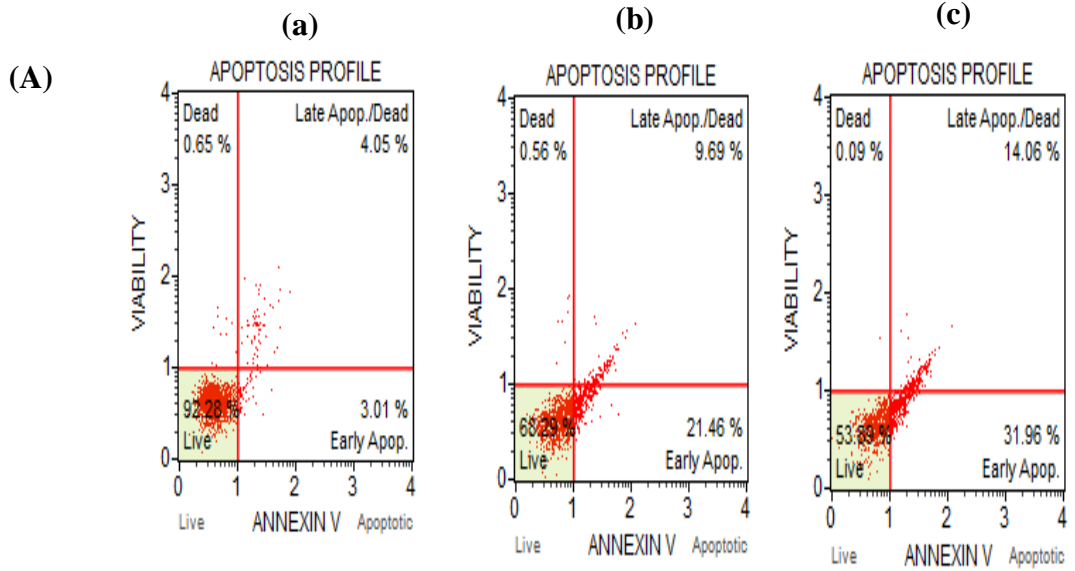 (a)
(b)
(c)
(A)
APOPTOSIS PROFILE
4
Dead
Late Apop./Dead
0.65 %
4.05 %
3
VIABILITY
2
1
92.28 %
3.01 %
Live
Early Apop.
0
0 1 2 3 4
Live
ANNEXIN V
Apoptotic
APOPTOSIS PROFILE
4
Dead
Late Apop./Dead
0.56 %
9.69 %
3
VIABILITY
2
1
68.29 %
21.46 %
Live
Early Apop.
0
0 1 2 3 4
Live
ANNEXIN V
Apoptotic
APOPTOSIS PROFILE
4
Dead
Late Apop./Dead
0.09 %
14.06 %
3
VIABILITY
2
1
53.89 %
31.96 %
Live
Early Apop.
0
0 1 2 3 4
Live
ANNEXIN V
Apoptotic